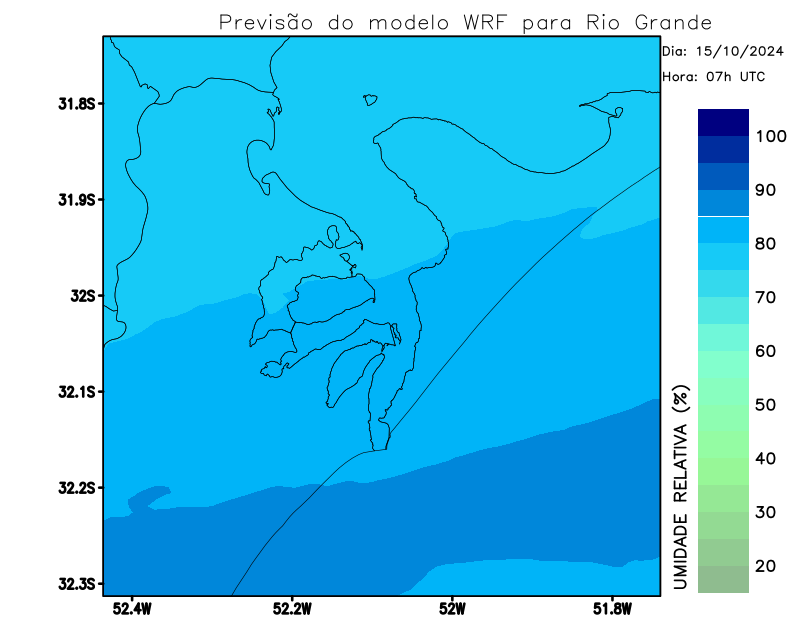 Previsão do modelo WRF para Rio Grande
Dia: 15/10/2024
Hora: 07h UTC
31.8S
31.9S
32S
32.1S
32.2S
32.3S
52.4W
52.2W
52W
51.8W
UMIDADE RELATIVA (%)
100
90
80
70
60
50
40
30
20